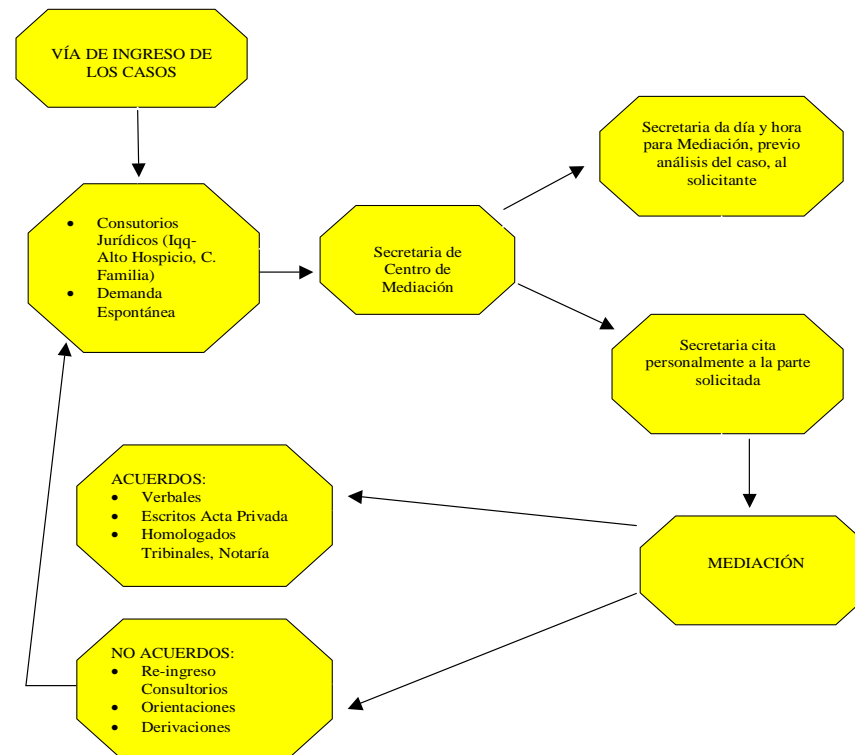 VÍA DE INGRESO DE
LOS CASOS
• Consutorios
Jurídicos (Iqq-
Alto Hospicio, C.
Familia)
• Demanda
Espontánea
Secretaria de
Centro de
Mediación
Secretaria da día y hora
para Mediación, previo
análisis del caso, al
solicitante
Secretaria cita
personalmente a la parte
solicitada
MEDIACIÓN
ACUERDOS:
• Verbales
• Escritos Acta Privada
• Homologados
Tribinales, Notaría
NO ACUERDOS:
• Re-ingreso
Consultorios
• Orientaciones
• Derivaciones